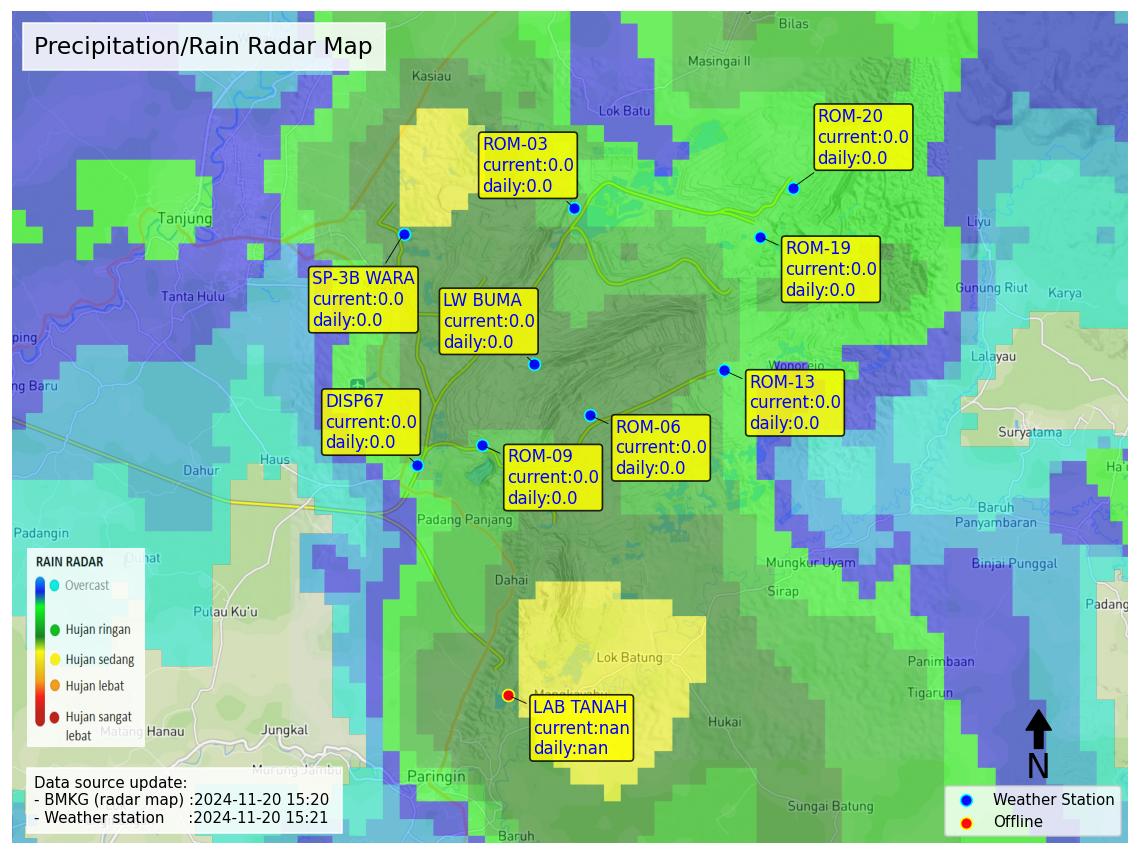 Precipitation/Rain Radar Map
Bilas
Masingai II
Kasiau
Lok Batu
ROM-20
current:0.0
daily:0.0
ROM-03
current:0.0
daily:0.0
Tanjung
Liyu
ROM-19
current:0.0
daily:0.0
SP-3B WARA
current:0.0
daily:0.0
Gunung Riut
Karya
Tanta Hulu
LW BUMA
current:0.0
daily:0.0
ping
Lalayau
Wonorejo
ng Baru
ROM-13
current:0.0
daily:0.0
DISP67
current:0.0
daily:0.0
ROM-06
current:0.0
daily:0.0
Suryatama
ROM-09
current:0.0
daily:0.0
Haus
Dahur
Ha'u
Baruh
Panyambaran
Padang Panjang
Padangin
Mungkur Uyam
Binjai Punggal
RAIN RADAR
Overcast
Hujan ringan
Hujan sedang
Hujan lebat
Hujan sangat
lebat
Dahai
Sirap
Padang
Pulau Ku'u
Lok Batung
Panimbaan
Tigarun
Mangkayahu
LAB TANAH
current:nan
daily:nan
Hukai
Matang Hanau
Jungkal
Murung Jambu
Paringin
N
Data source update:
- BMKG (radar map) :2024-11-20 15:20
- Weather station :2024-11-20 15:21
Weather Station
Offline
Sungai Batung
Baruh